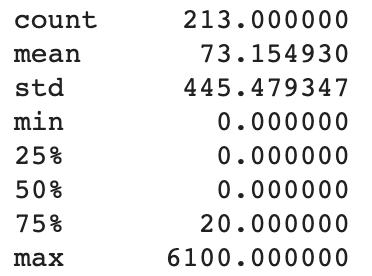 count 213.000000
mean 73.154930
std 445.479347
min 0.000000
25% 0.000000
50% 0.000000
75% 20.000000
max 6100.000000